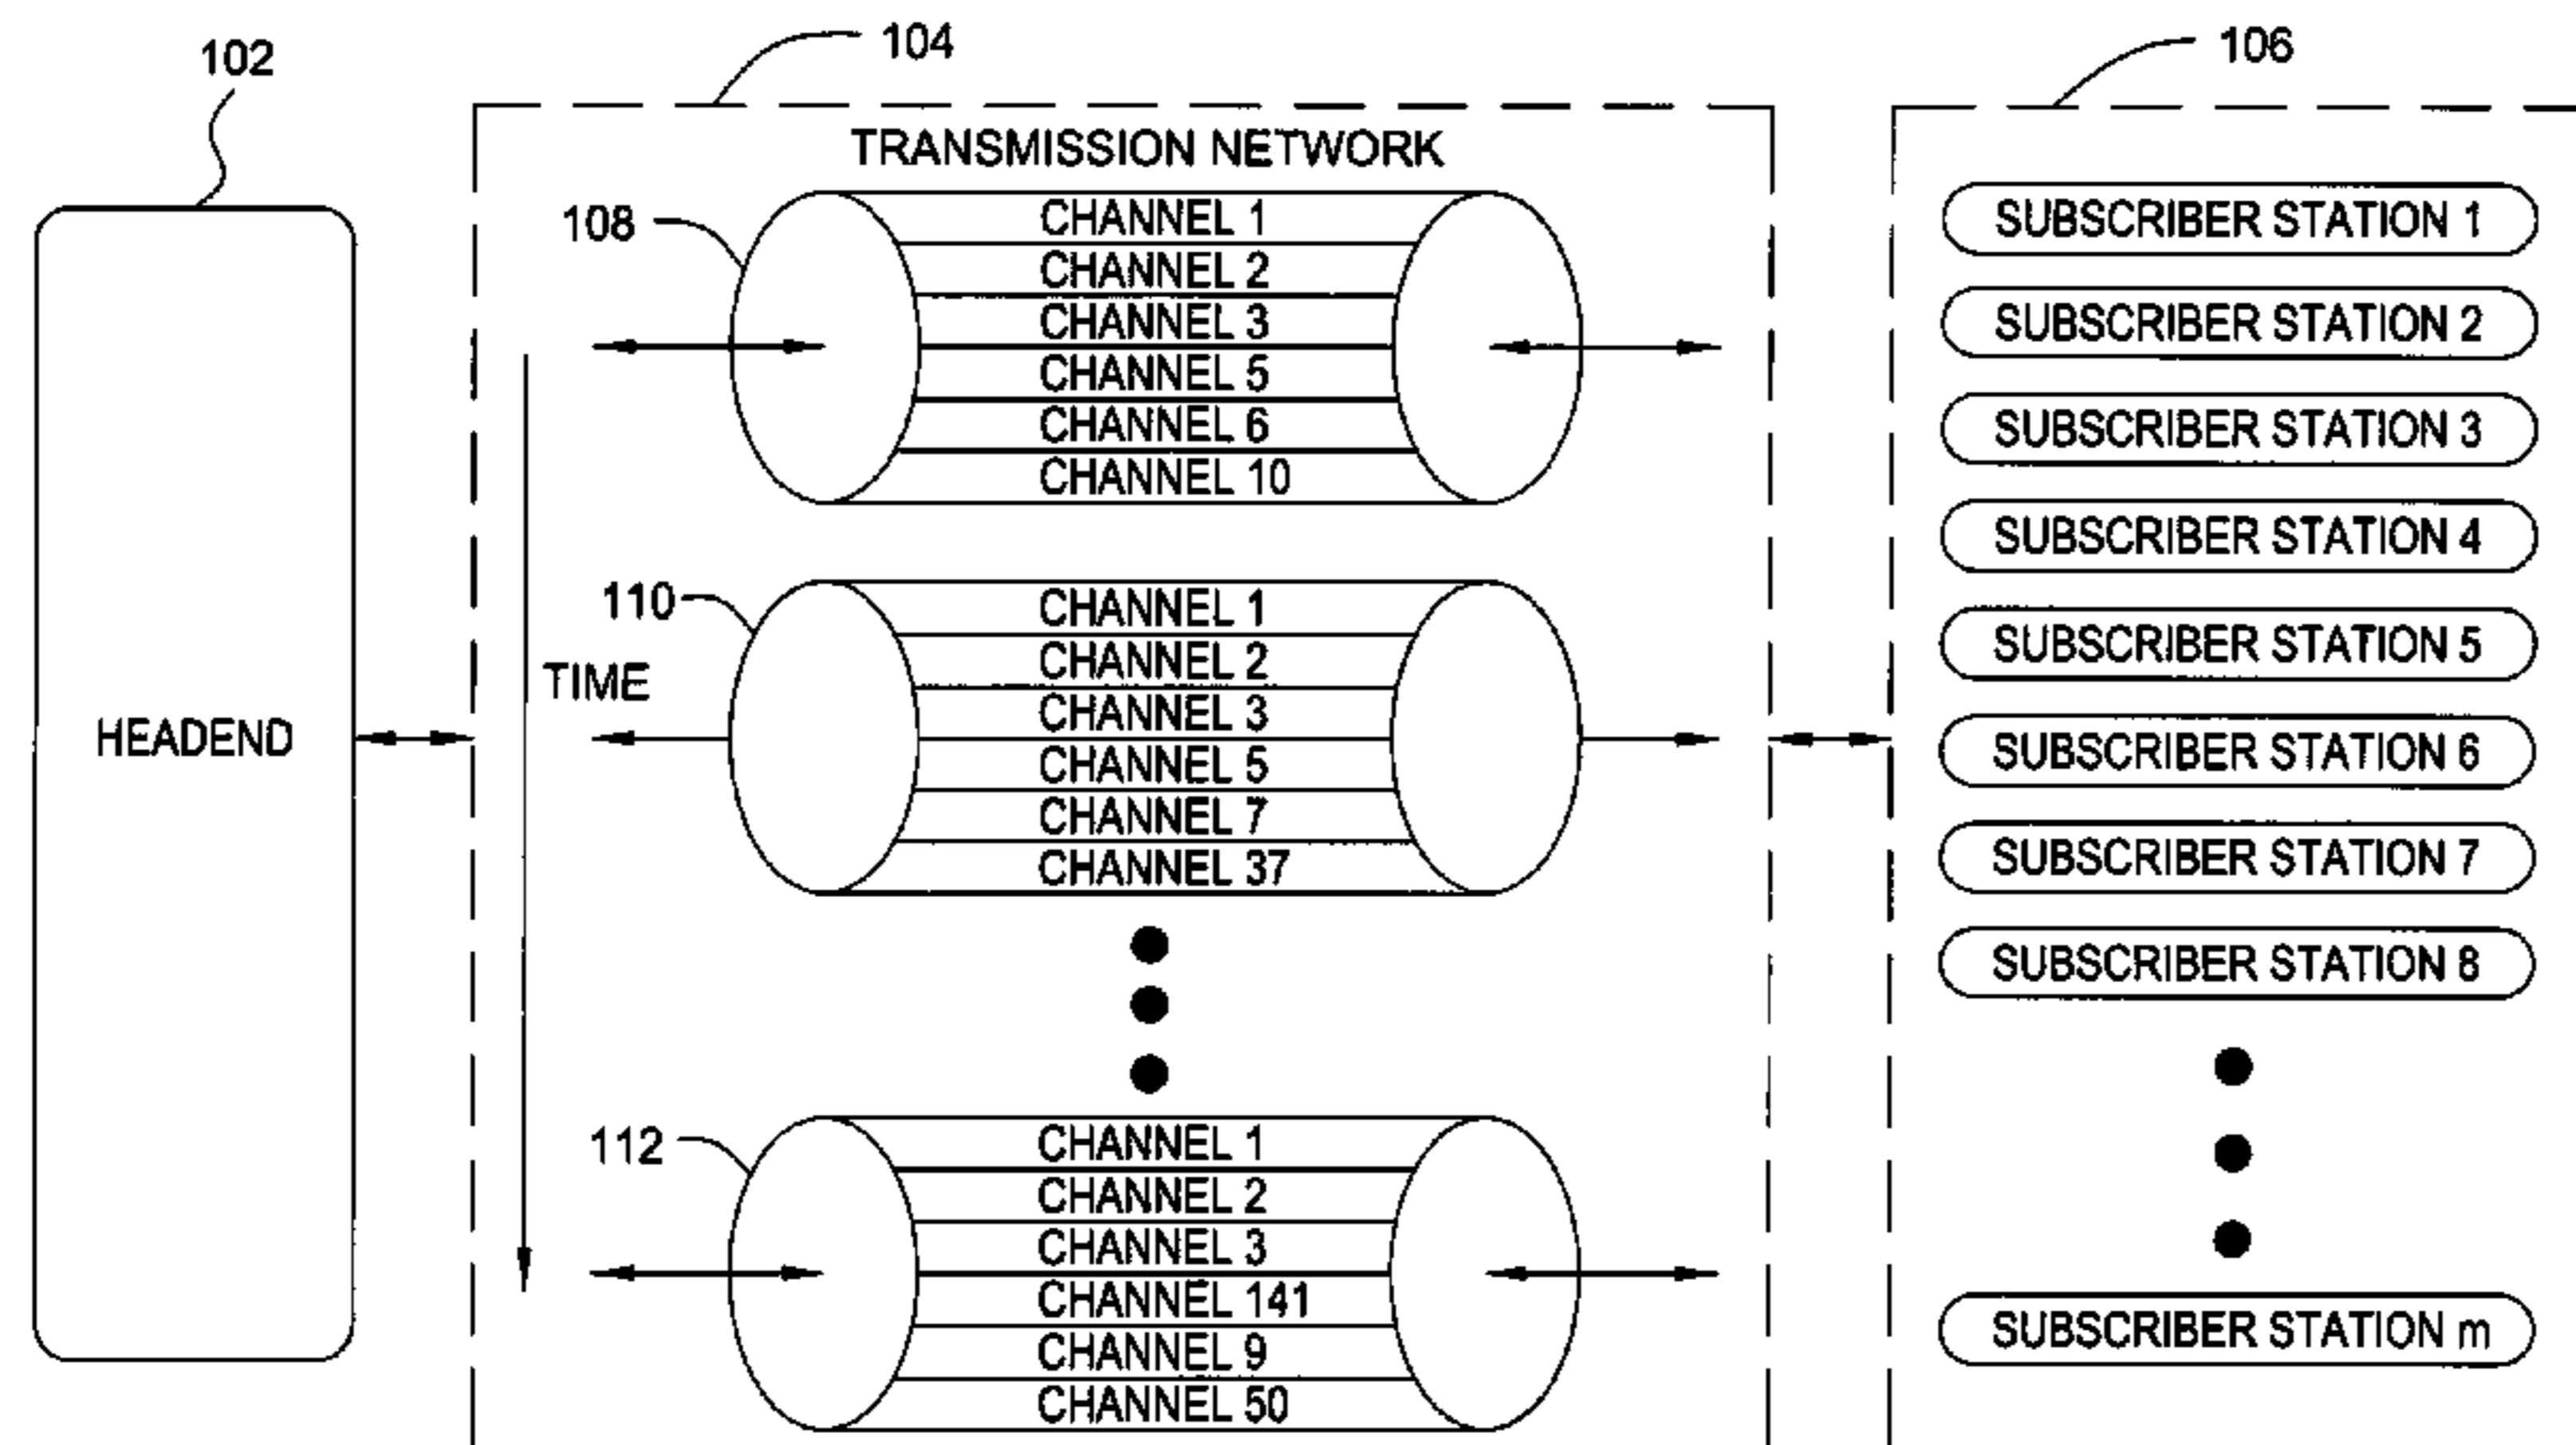 102
104
106
TRANSMISSION NETWORK
108
CHANNEL 1
CHANNEL 2
CHANNEL 3
CHANNEL 5
CHANNEL 6
CHANNEL 10
110
CHANNEL 1
CHANNEL 2
CHANNEL 3
CHANNEL 5
CHANNEL 7
CHANNEL 37
TIME
HEADEND
112
CHANNEL 1
CHANNEL 2
CHANNEL 3
CHANNEL 141
CHANNEL 9
CHANNEL 50
SUBSCRIBER STATION 1
SUBSCRIBER STATION 2
SUBSCRIBER STATION 3
SUBSCRIBER STATION 4
SUBSCRIBER STATION 5
SUBSCRIBER STATION 6
SUBSCRIBER STATION 7
SUBSCRIBER STATION 8
SUBSCRIBER STATION m